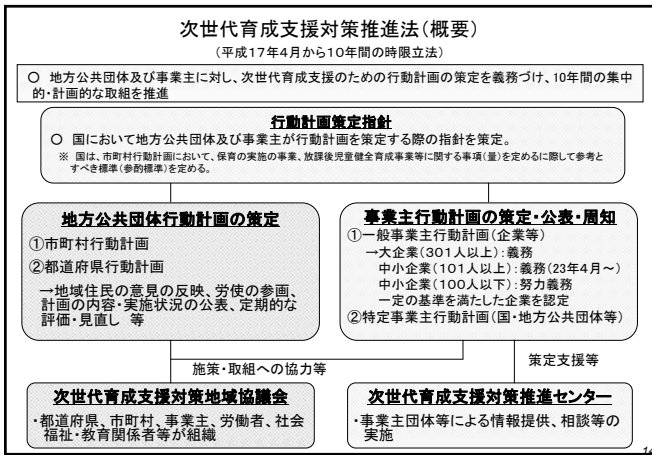 次世代育成支援対策推進法(概要)
(平成17年4月から10年間の時限立法)
○ 地方公共団体及び事業主に対し、次世代育成支援のための行動計画の策定を義務づけ、10年間の集中
的・計画的な取組を推進
行動計画策定指針
○ 国において地方公共団体及び事業主が行動計画を策定する際の指針を策定。
※ 国は、市町村行動計画において、保育の実施の事業、放課後児童健全育成事業等に関する事項(量)を定めるに際して参考と
すべき標準(参酌標準)を定める。
地方公共団体行動計画の策定
①市町村行動計画
②都道府県行動計画
→地域住民の意見の反映、労使の参画、
計画の内容・実施状況の公表、定期的な
評価・見直し 等
事業主行動計画の策定・公表・周知
①一般事業主行動計画(企業等)
→大企業(301人以上):義務
中小企業(101人以上):義務(23年4月~)
中小企業(100人以下):努力義務
一定の基準を満たした企業を認定
②特定事業主行動計画(国・地方公共団体等)
施策・取組への協力等
策定支援等
次世代育成支援対策地域協議会
・都道府県、市町村、事業主、労働者、社会
福祉・教育関係者等が組織
次世代育成支援対策推進センター
・事業主団体等による情報提供、相談等の
実施